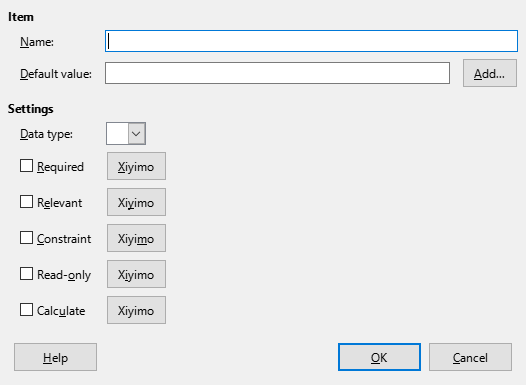 Item
Name:
Default value:
Add...
Settings
Data type:
Required
Xiyimo
Relevant
Xiyimo
Constraint
Xiyimo
Read-only
Xiyimo
Calculate
Xiyimo
Help
OK
Cancel